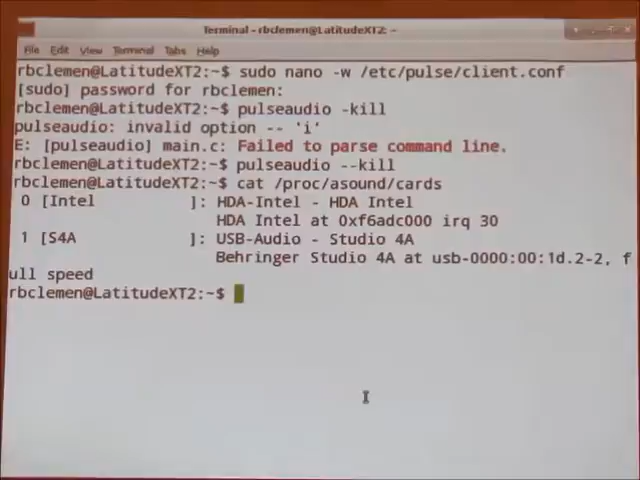 Terminal - rbclemen@LatitudeXT2: ~
File Edit View Terminal Tabs Help
rbclemen@LatitudeXT2:~$ sudo nano -w /etc/pulse/client.conf
[sudo] password for rbclemen:
rbclemen@LatitudeXT2:~$ pulseaudio -kill
pulseaudio: invalid option -- 'i'
E: [pulseaudio] main.c: Failed to parse command line.
rbclemen@LatitudeXT2:~$ pulseaudio --kill
rbclemen@LatitudeXT2:~$ cat /proc/asound/cards
0 [Intel ]: HDA-Intel - HDA Intel
HDA Intel at 0xf6adc000 irq 30
1 [S4A ]: USB-Audio - Studio 4A
Behringer Studio 4A at usb-0000:00:1d.2-2, f
ull speed
rbclemen@LatitudeXT2:~$